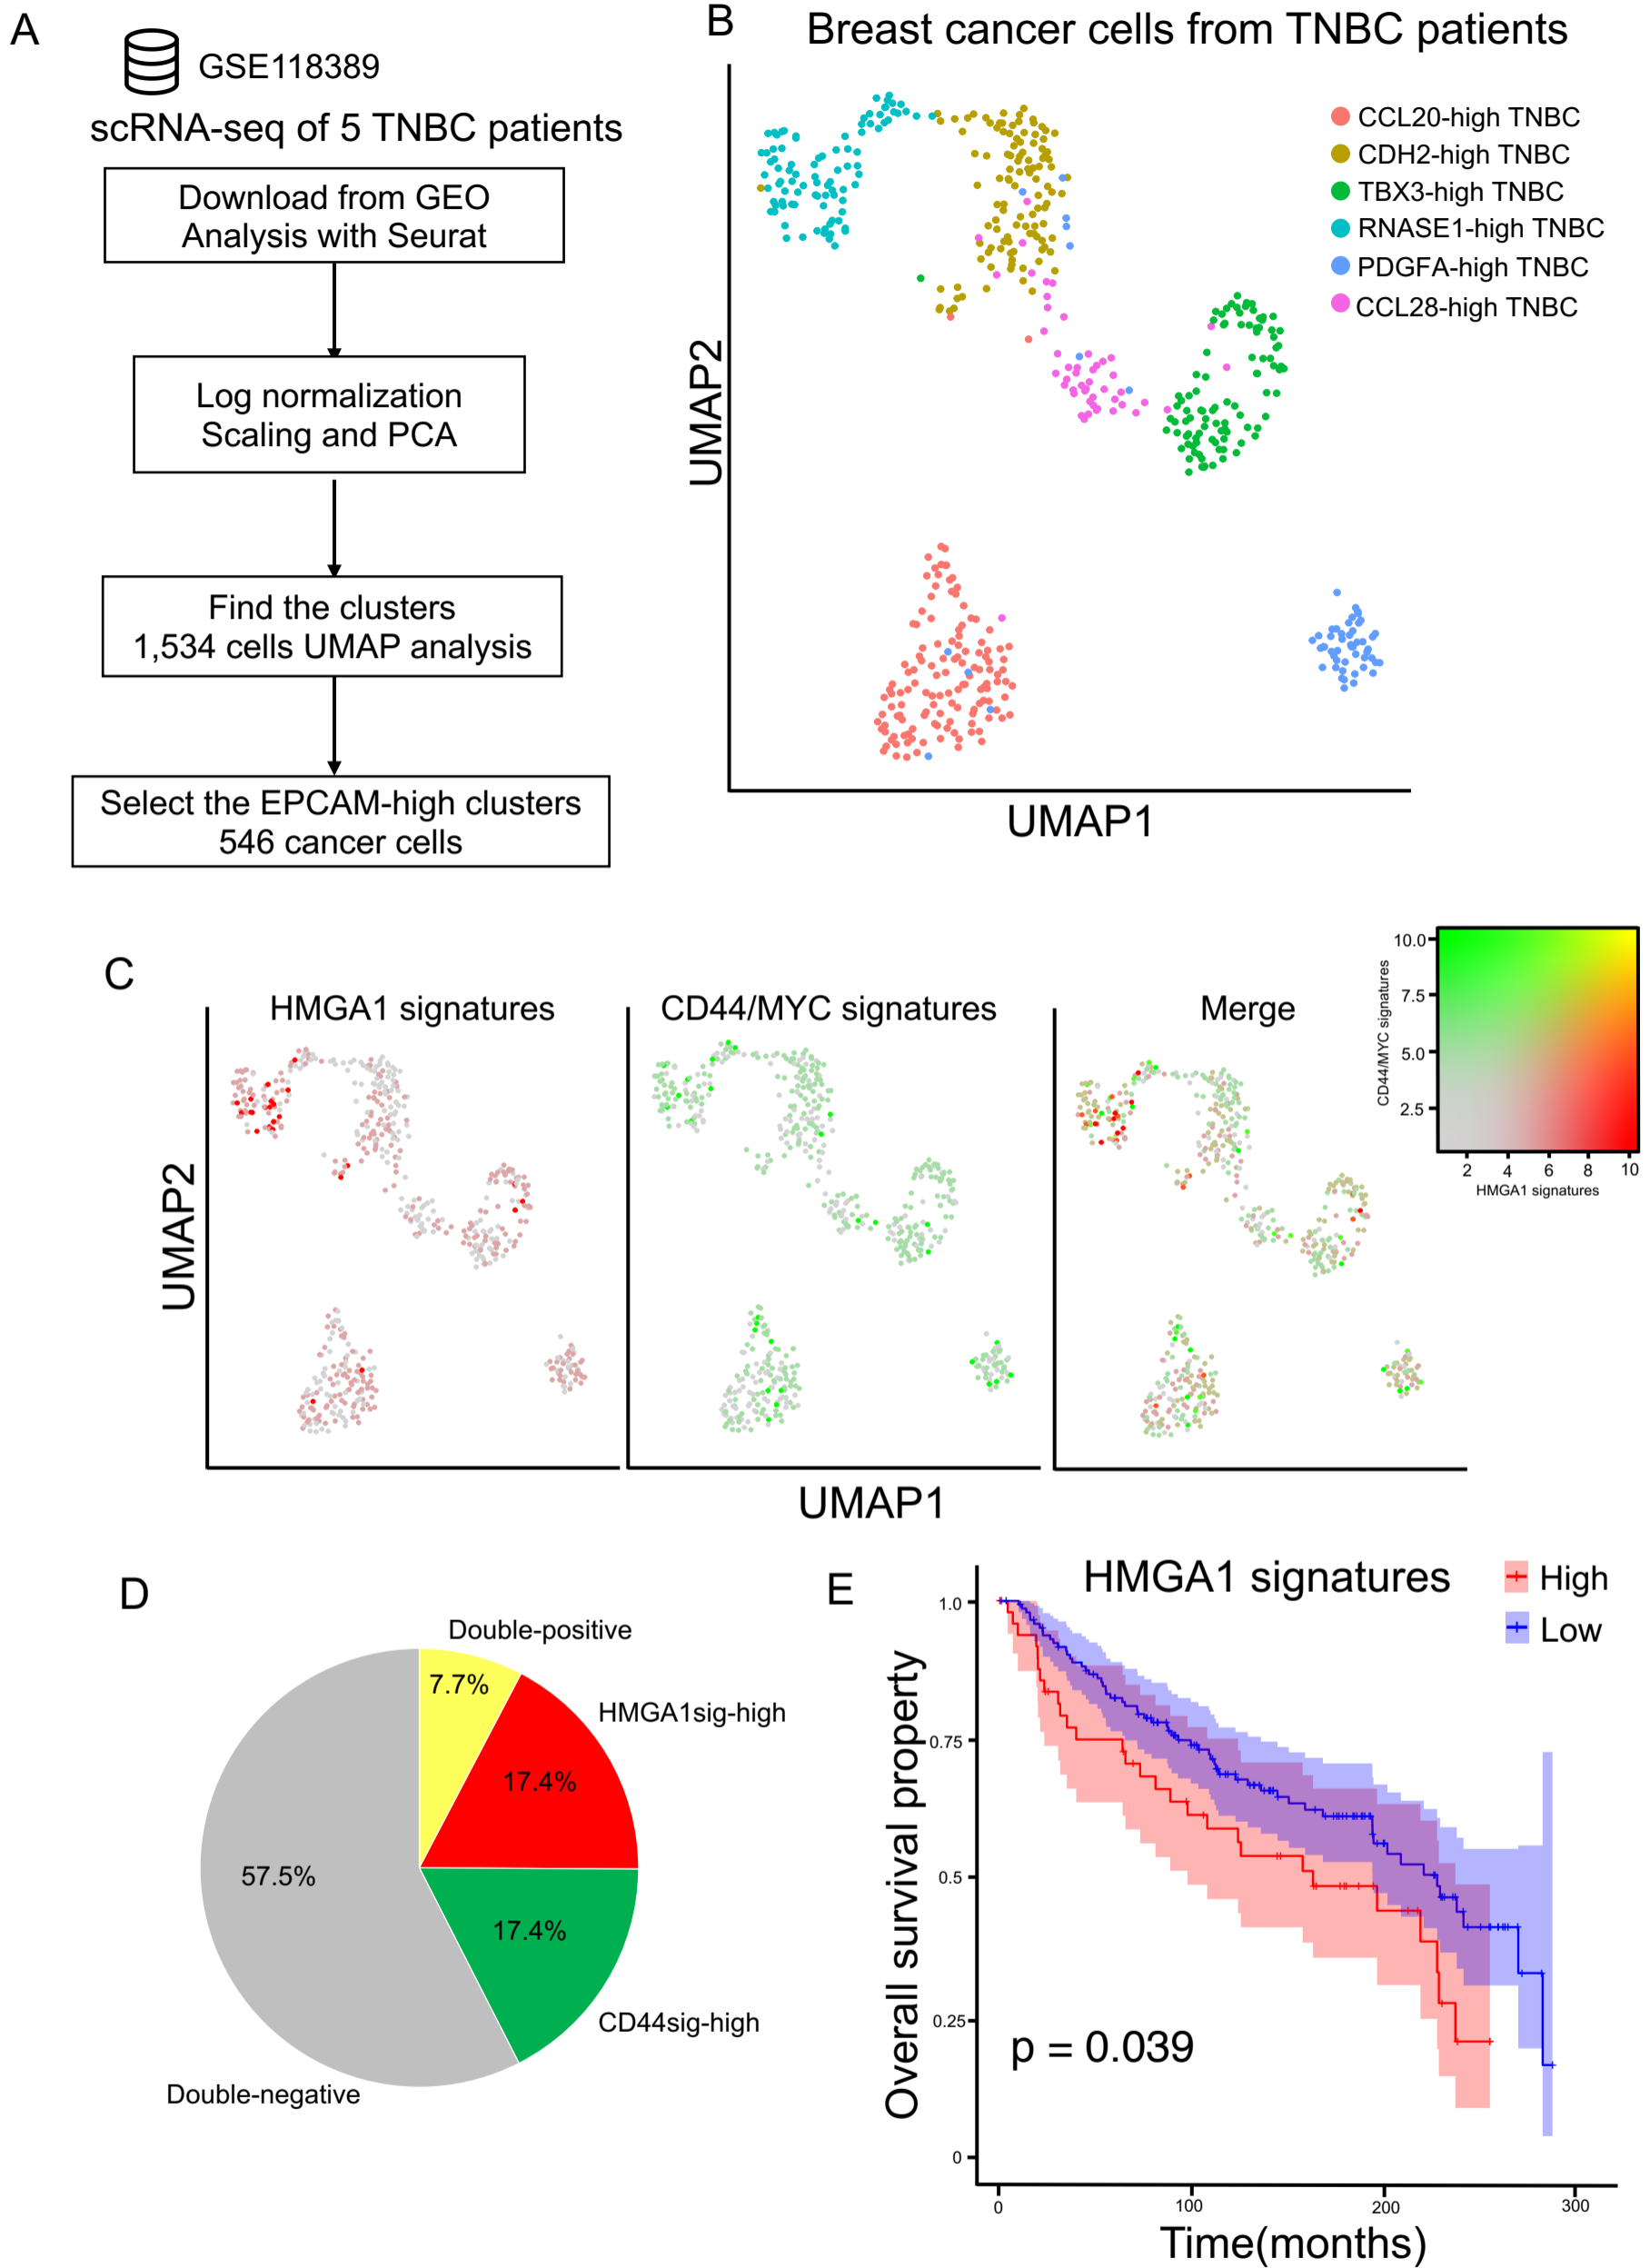 A
GSE118389
scRNA-seq of 5 TNBC patients
Download from GEO
Analysis with Seurat
Log normalization
Scaling and PCA
Find the clusters
1,534 cells UMAP analysis
Select the EPCAM-high clusters
546 cancer cells
B
Breast cancer cells from TNBC patients
CCL20-high TNBC
CDH2-high TNBC
TBX3-high TNBC
RNASE1-high TNBC
PDGFA-high TNBC
CCL28-high TNBC
UMAP2
UMAP1
C
HMGA1 signatures
CD44/MYC signatures
Merge
UMAP2
UMAP1
CD44/MYC signatures
10.0
7.5
5.0
2.5
2 4 6 8 10
HMGA1 signatures
D
Double-positive
7.7%
HMGA1sig-high
17.4%
57.5%
17.4%
CD44sig-high
Double-negative
E
HMGA1 signatures
High
Low
Overall survival property
1.0
0.75
0.5
0.25
0
p = 0.039
0 100 200 300
Time(months)